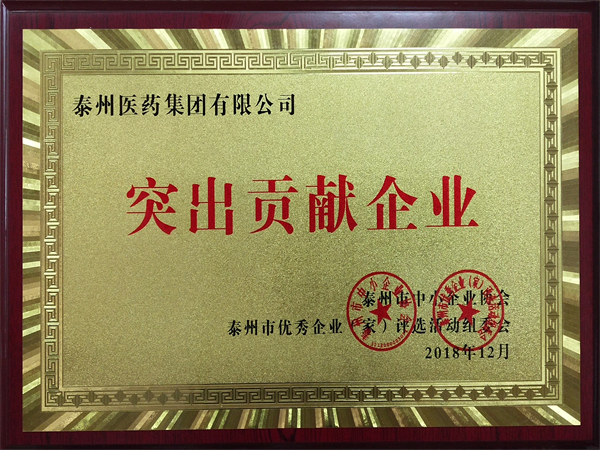 泰州医药集团有限公司
突出贡献企业
泰州市中小企业协会
泰州市优秀企业（家）评选活动组委会
2018年12月